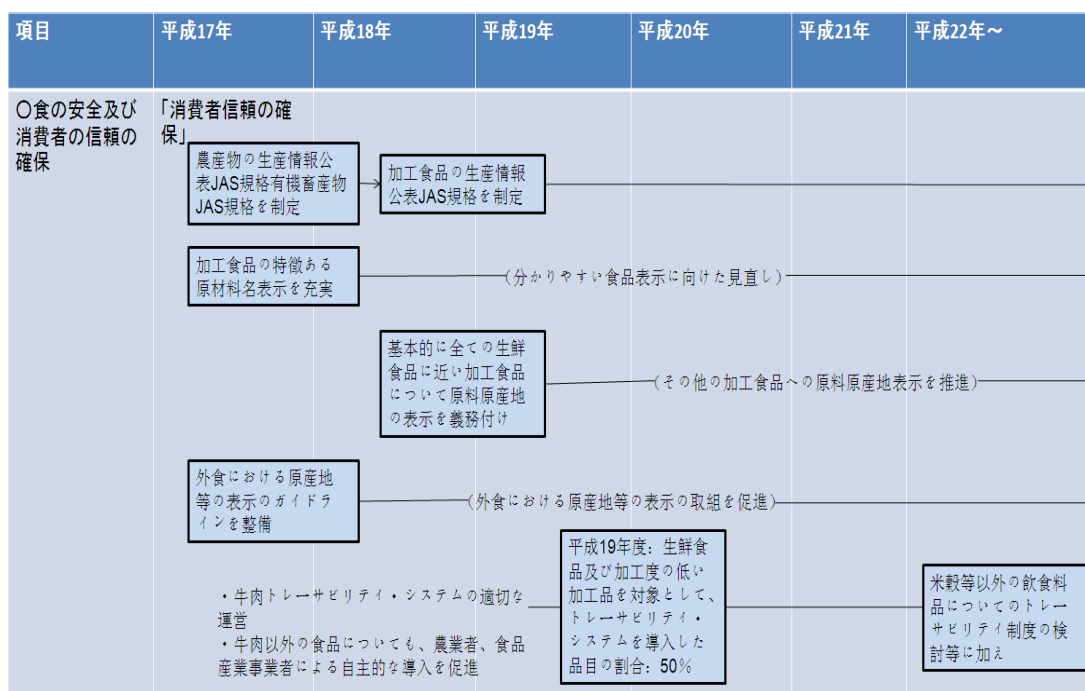 項目
平成17年
平成18年
平成19年
平成20年
平成21年
平成22年～
〇食の安全及び
消費者の信頼の
確保
「消費者信頼の確
保」
農産物の生産情報公
表JAS規格有機畜産物
JAS規格を制定
加工食品の生産情報
公表JAS規格を制定
加工食品の特徴ある
原材料名表示を充実
（分かりやすい食品表示に向けた見直し）
基本的に全ての生鮮
食品に近い加工食品
について原料原産地
の表示を義務付け
（その他の加工食品への原料原産地表示を推進）
外食における原産地
等の表示のガイドラ
インを整備
（外食における原産地等の表示の取組を促進）
・牛肉トレーサビリティ・システムの適切な
運営
・牛肉以外の食品についても、農業者、食品
産業事業者による自主的な導入を促進
平成19年度：生鮮食
品及び加工度の低い
加工品を対象として、
トレーサビリティ・
システムを導入した
品目の割合：50％
米穀等以外の飲食料
品についてのトレー
サビリティ制度の検
討等に加え